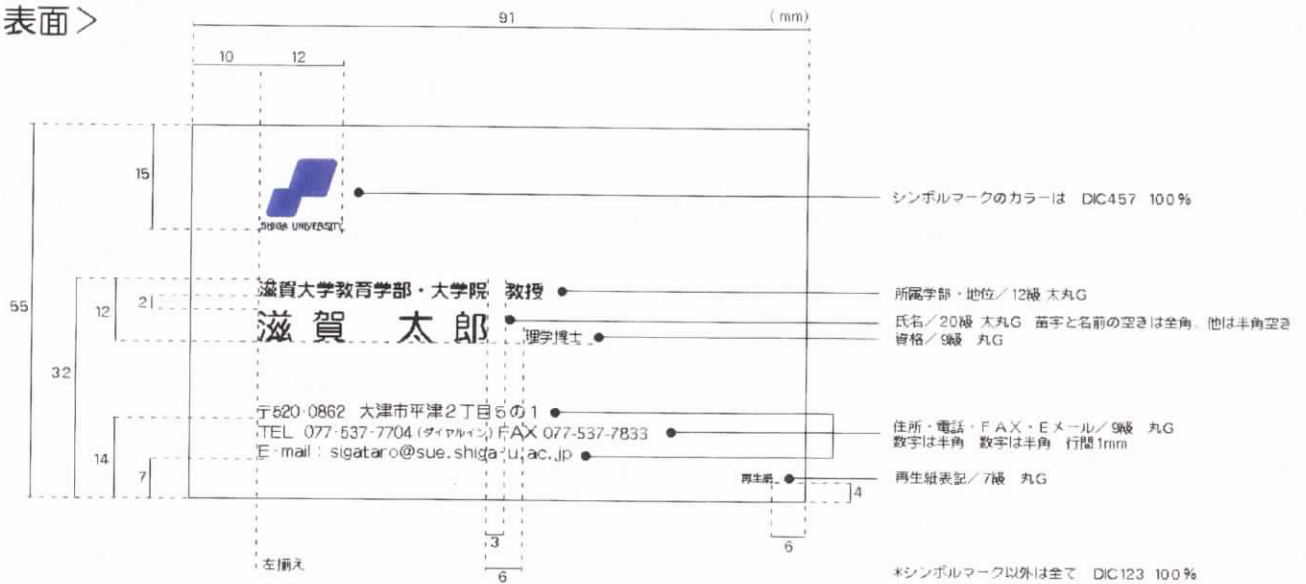 表面>
91
(mm)
10
12
15
SHIGA UNIVERSITY
シンボルマークのカラーは DIC457 100%
55
32
12
2
滋賀大学教育学部・大学院 教授
所属学部・地位/12級 太丸G
滋賀 太郎
氏名/20級 太丸G 苗字と名前の空きは全角、他は半角空き
理学博士
資格/9級 丸G
14
7
〒520-0862 大津市平津2丁目5の1
TEL 077-537-7704(ダイヤルイン) FAX 077-537-7833
E-mail : sigataro@sue.shiga-u.ac.jp
住所・電話・FAX・Eメール/9級 丸G
数字は半角 数字は半角 行間1mm
再生紙
再生紙表記/7級 丸G
4
3
6
6
左揃え
*シンボルマーク以外は全て DIC123 100%